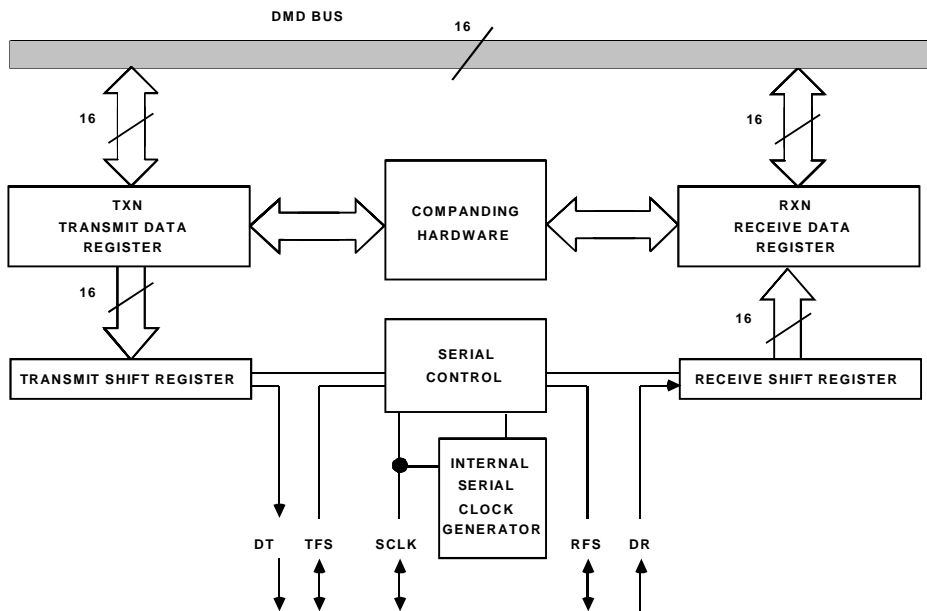 DMD BUS
16
16
16
TXN
TRANSMIT DATA
REGISTER
COMPANDING
HARDWARE
RXN
RECEIVE DATA
REGISTER
16
16
TRANSMIT SHIFT REGISTER
SERIAL
CONTROL
RECEIVE SHIFT REGISTER
INTERNAL
SERIAL
CLOCK
GENERATOR
DT
TFS
SCLK
RFS
DR